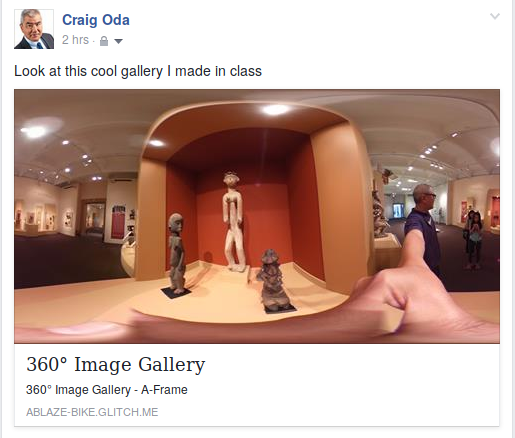 Craig Oda
2 hrs ·
Look at this cool gallery I made in class
360° Image Gallery
360° Image Gallery - A-Frame
ABLAZE-BIKE.GLITCH.ME